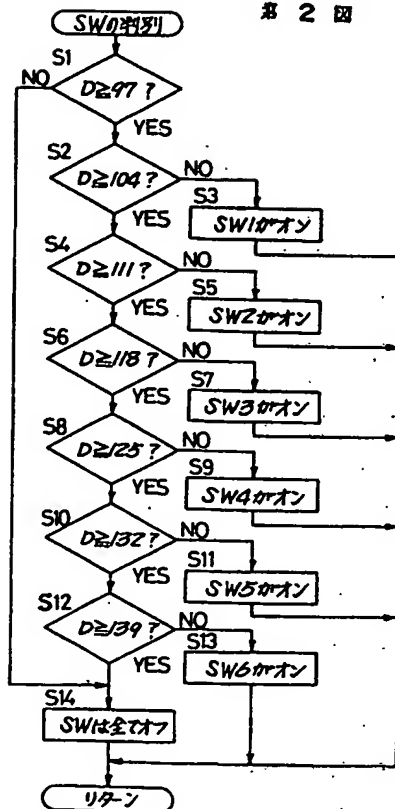 第 2 図
SWの判別
S1
NO
D≧97?
YES
S2
NO
D≧104?
S3
YES
SW1がオン
S4
NO
D≧111?
S5
YES
SW2がオン
S6
NO
D≧118?
S7
YES
SW3がオン
S8
NO
D≧125?
S9
YES
SW4がオン
S10
NO
D≧132?
S11
YES
SW5がオン
S12
NO
D≧139?
S13
YES
SW6がオン
S14
SWは全てオフ
リターン